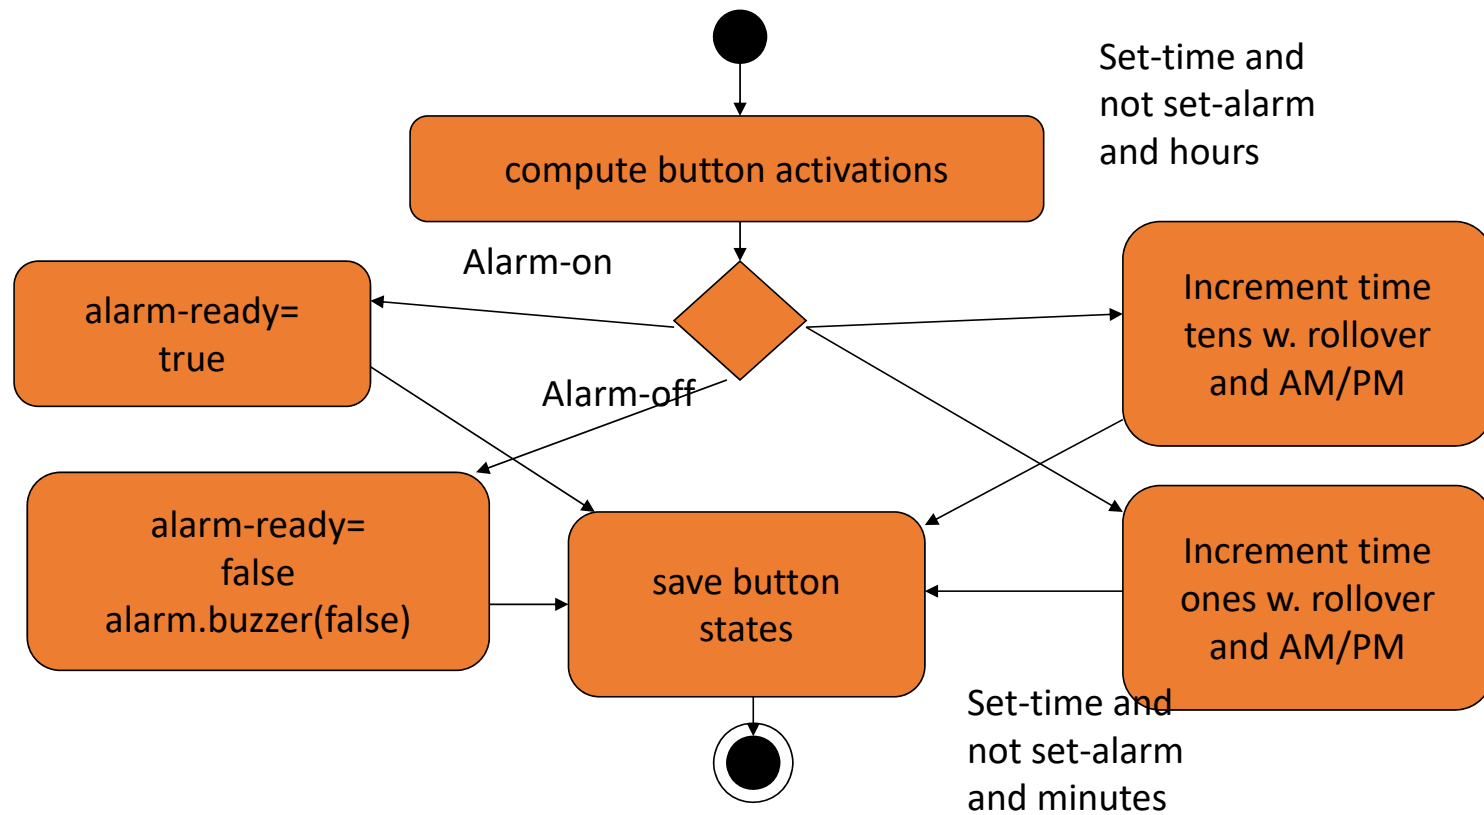 Set-time and
not set-alarm
and hours
compute button activations
Alarm-on
alarm-ready=
true
Increment time
tens w. rollover
and AM/PM
Alarm-off
alarm-ready=
false
alarm.buzzer(false)
save button
states
Increment time
ones w. rollover
and AM/PM
Set-time and
not set-alarm
and minutes